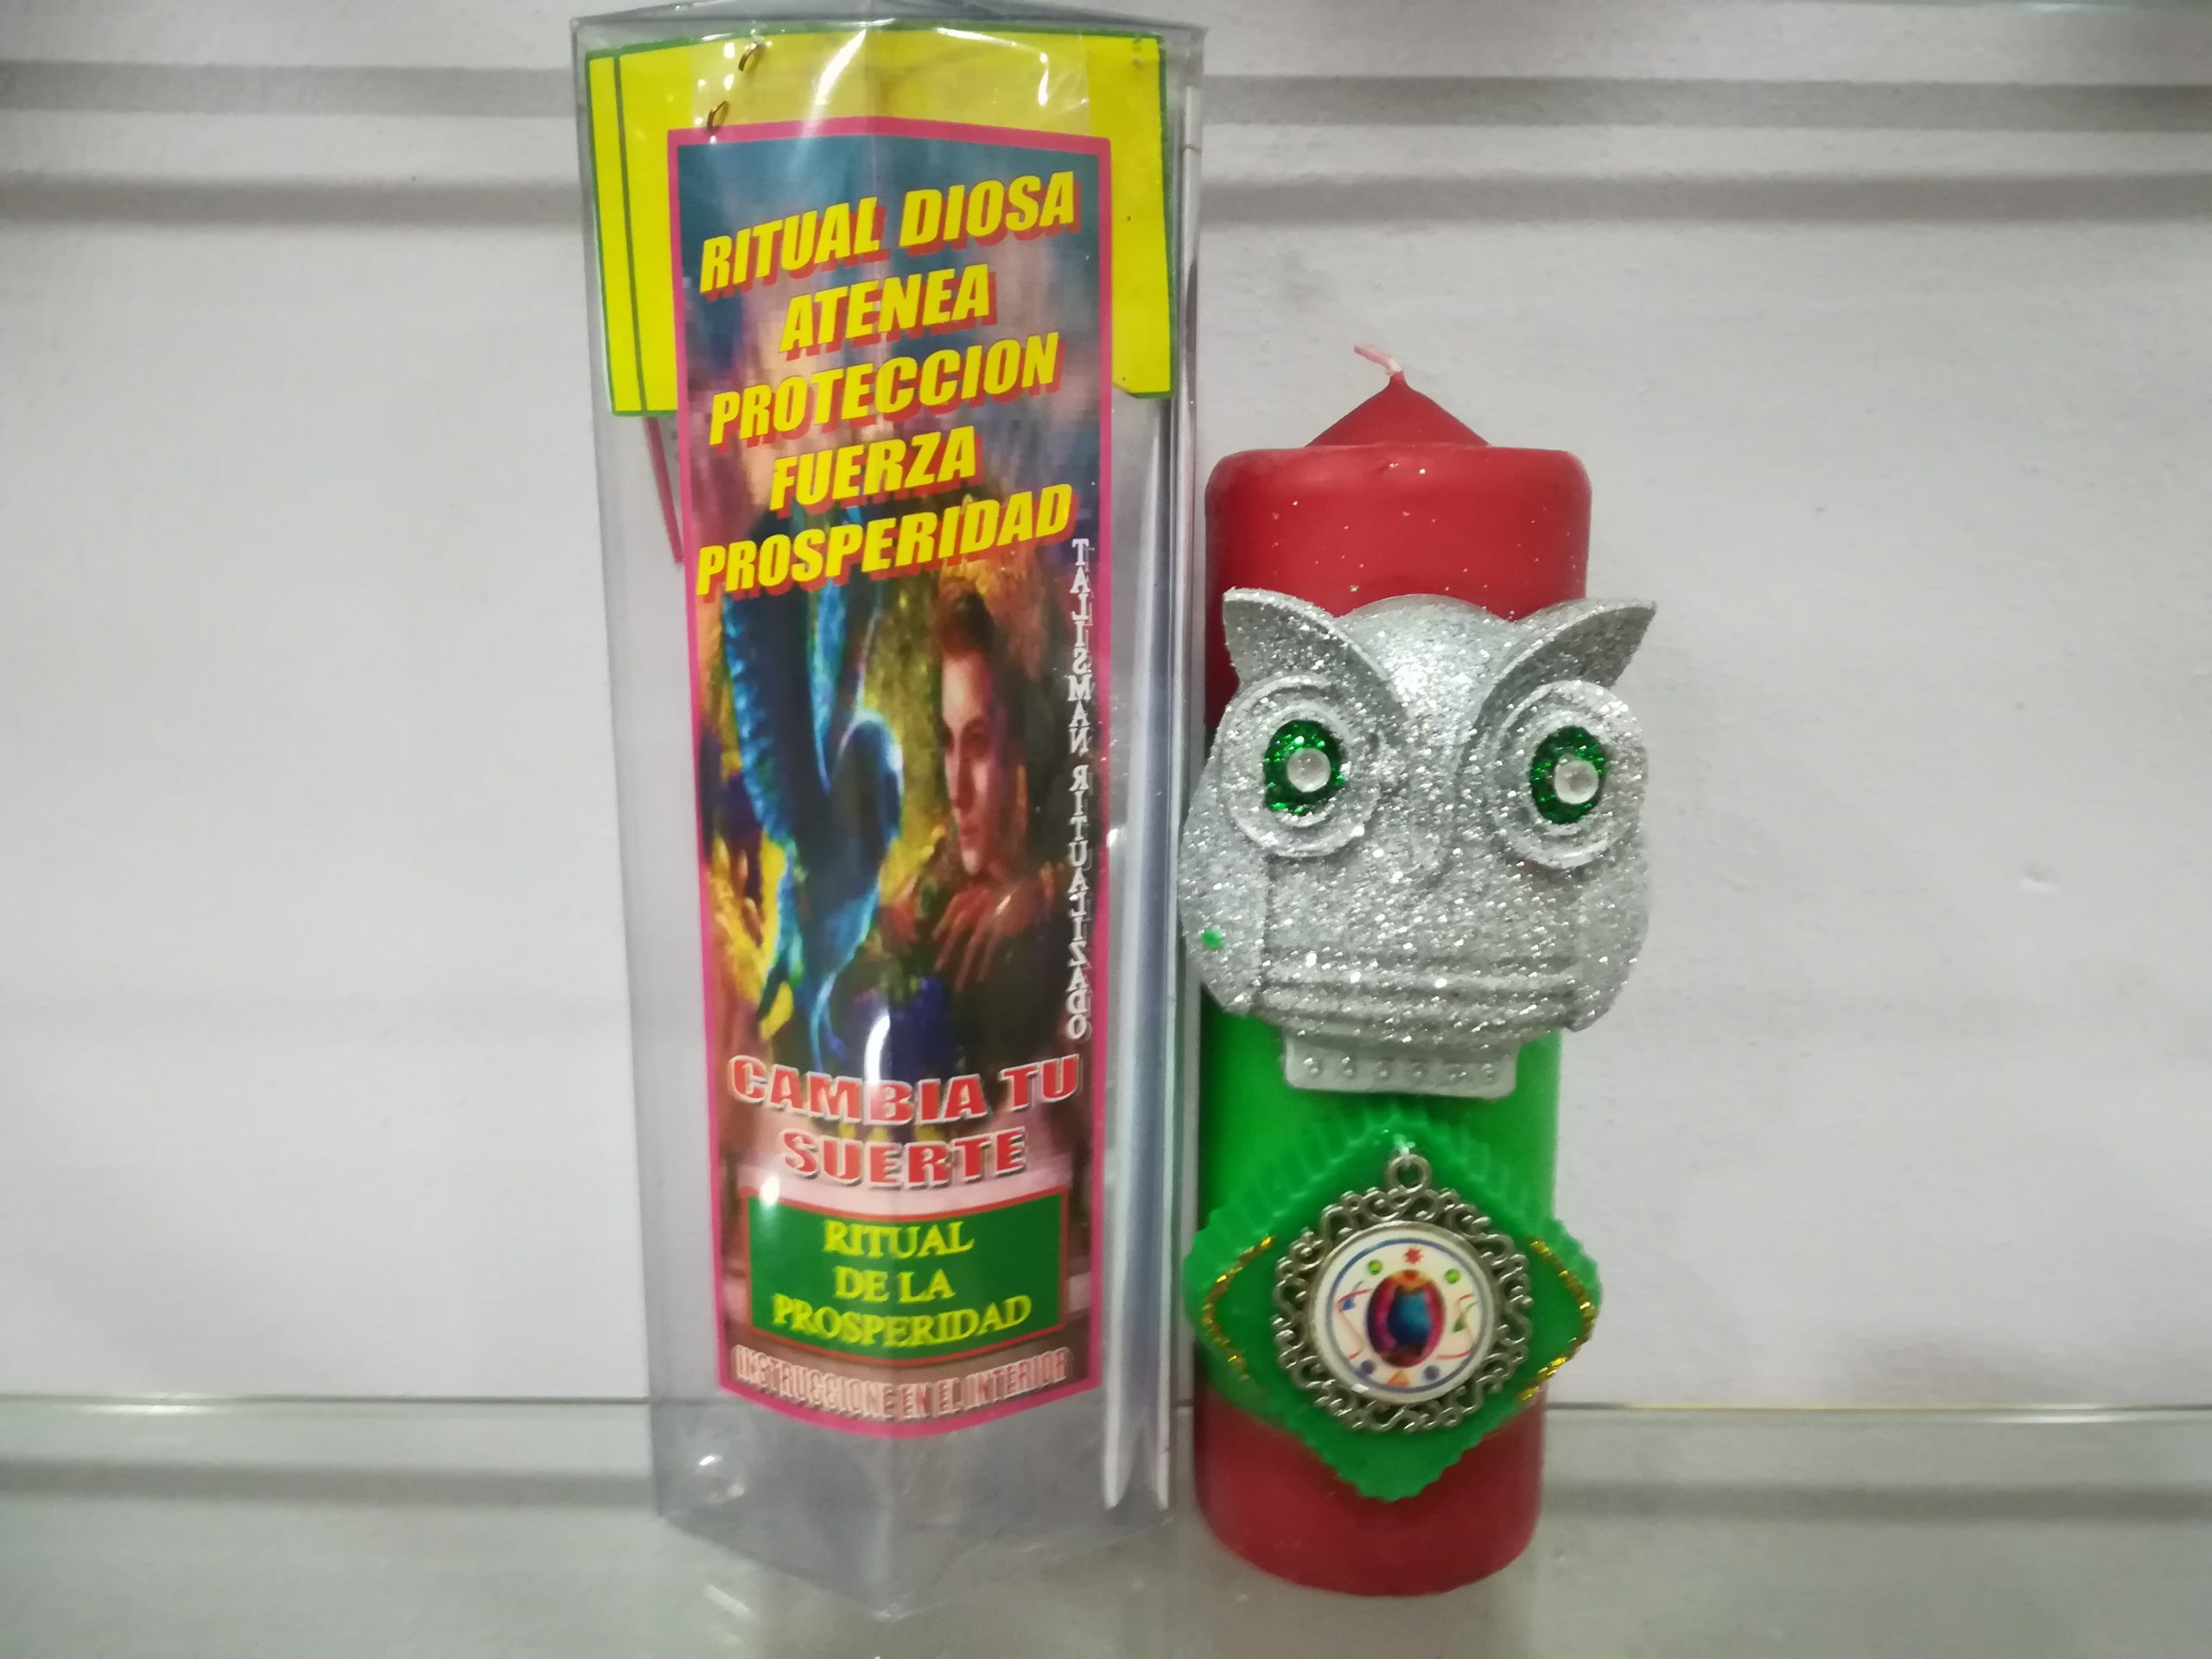 RITUAL DIOSA
ATENEA
PROTECCION
FUERZA
PROSPERIDAD
TALISMAN RITUALIZADO
CAMBIA TU
SUERTE
RITUAL
DE LA
PROSPERIDAD
INSTRUCCIONE EN EL INTERIOR